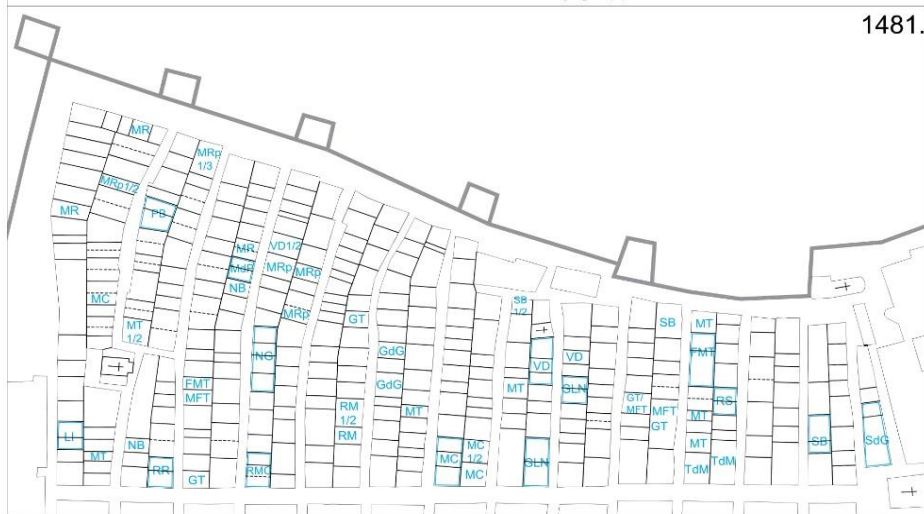 1481.
MR
MRp
1/3
MRp1/2
MR
PB
MR
MdR
NB
VD1/2
MRp
MRp
MRp
MC
MT
1/2
GT
NG
SB
1/2
SB
MT
GdG
VD
VD
FMT
FMT
MFT
GdG
MT
GLN
GT/
MFT
MFT
GT
RS
RM
1/2
RM
MT
MT
LI
MT
NB
RR
GT
RMC
MC
MC
1/2
MC
GLN
MT
TdM
TdM
SB
SdG